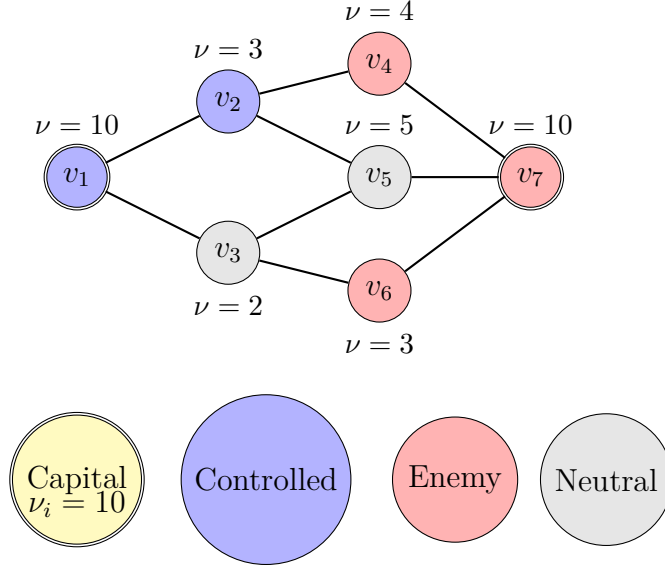 ν = 4
v₄
ν = 3
v₂
ν = 10
v₁
ν = 5
v₅
ν = 10
v₇
v₃
ν = 2
v₆
ν = 3
Capital
νᵢ = 10
Controlled
Enemy
Neutral